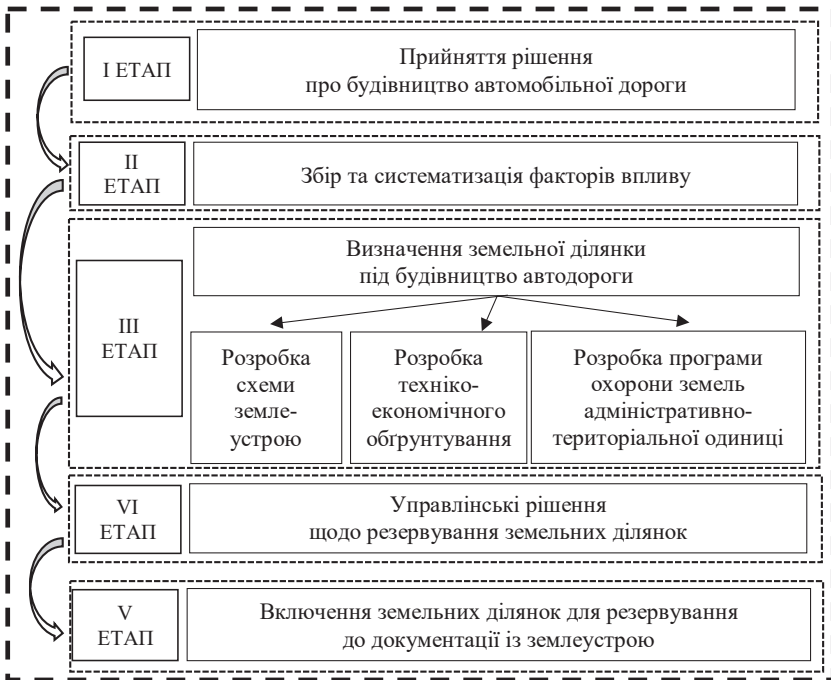 І ЕТАП
Прийняття рішення
про будівництво автомобільної дороги
ІІ
ЕТАП
Збір та систематизація факторів впливу
ІІІ
ЕТАП
Визначення земельної ділянки
під будівництво автодороги
Розробка
схеми
земле-
устрою
Розробка
техніко-
економічного
обґрунтування
Розробка програми
охорони земель
адміністративно-
територіальної одиниці
VI
ЕТАП
Управлінські рішення
щодо резервування земельних ділянок
V
ЕТАП
Включення земельних ділянок для резервування
до документації із землеустрою